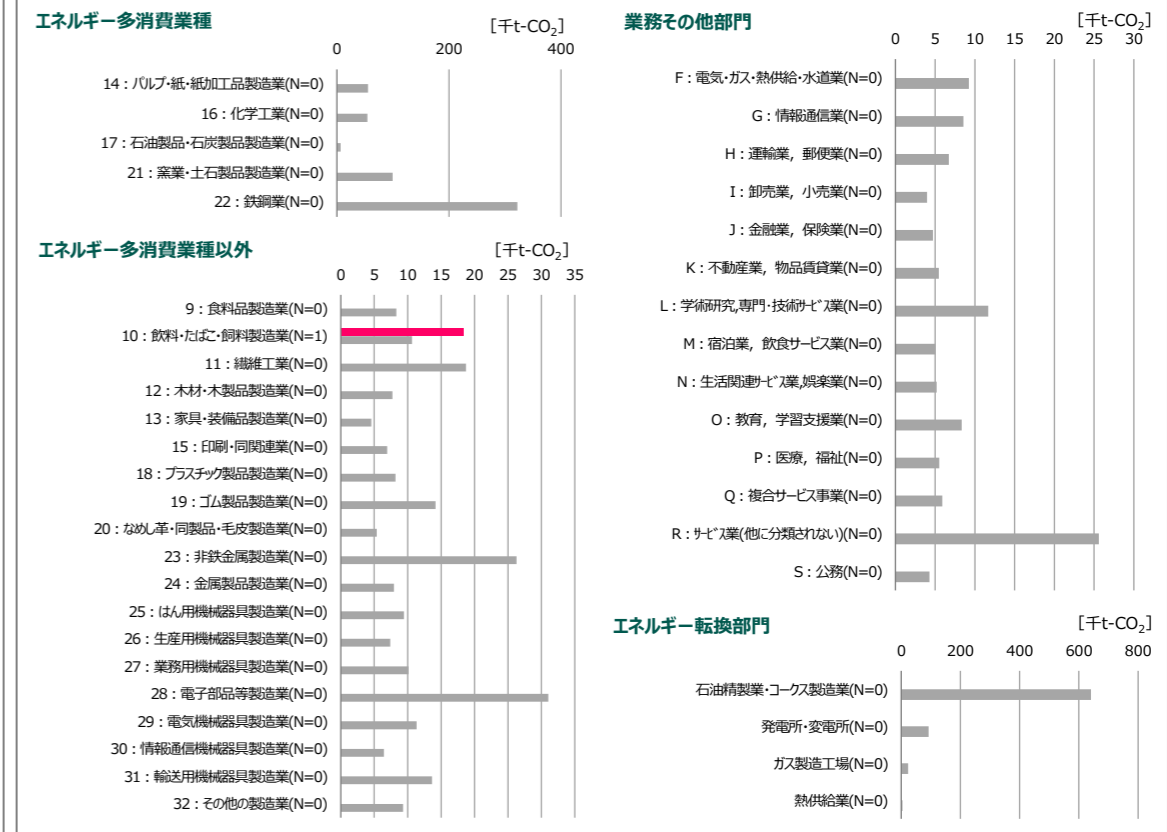 エネルギー多消費業種
[千t-CO2]
0 200 400
14：パルプ・紙・紙加工品製造業(N=0)
16：化学工業(N=0)
17：石油製品・石炭製品製造業(N=0)
21：窯業・土石製品製造業(N=0)
22：鉄鋼業(N=0)
エネルギー多消費業種以外
[千t-CO2]
0 5 10 15 20 25 30 35
9：食料品製造業(N=0)
10：飲料・たばこ・飼料製造業(N=1)
11：繊維工業(N=0)
12：木材・木製品製造業(N=0)
13：家具・装備品製造業(N=0)
15：印刷・同関連業(N=0)
18：プラスチック製品製造業(N=0)
19：ゴム製品製造業(N=0)
20：なめし革・同製品・毛皮製造業(N=0)
23：非鉄金属製造業(N=0)
24：金属製品製造業(N=0)
25：はん用機械器具製造業(N=0)
26：生産用機械器具製造業(N=0)
27：業務用機械器具製造業(N=0)
28：電子部品等製造業(N=0)
29：電気機械器具製造業(N=0)
30：情報通信機械器具製造業(N=0)
31：輸送用機械器具製造業(N=0)
32：その他の製造業(N=0)
業務その他部門
[千t-CO2]
0 5 10 15 20 25 30
F：電気・ガス・熱供給・水道業(N=0)
G：情報通信業(N=0)
H：運輸業，郵便業(N=0)
I：卸売業，小売業(N=0)
J：金融業，保険業(N=0)
K：不動産業，物品賃貸業(N=0)
L：学術研究,専門・技術サービス業(N=0)
M：宿泊業，飲食サービス業(N=0)
N：生活関連サービス業,娯楽業(N=0)
O：教育，学習支援業(N=0)
P：医療，福祉(N=0)
Q：複合サービス事業(N=0)
R：サービス業(他に分類されない)(N=0)
S：公務(N=0)
エネルギー転換部門
[千t-CO2]
0 200 400 600 800
石油精製業・コークス製造業(N=0)
発電所・変電所(N=0)
ガス製造工場(N=0)
熱供給業(N=0)